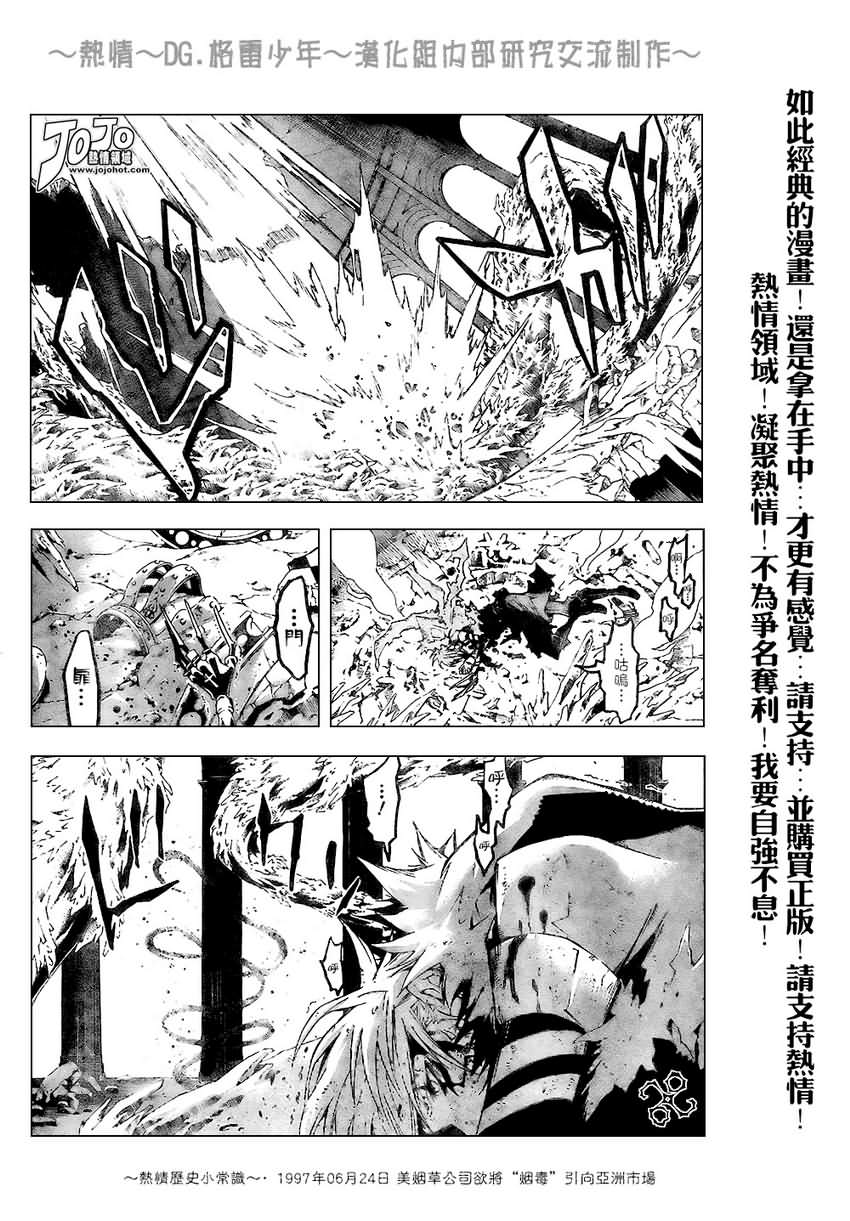 ～熱情～DG.格雷少年～漢化組内部研究交流制作～
如此經典的漫畫！還是拿在手中…才更有感覺…請支持…並購買正版！請支持熱情！
熱情領域！凝聚熱情！不為爭名奪利！我要自強不息！
JOJO
熱情領域
www.jojohot.com
啊…
…呼
…咕嗚…
…門
罪…
…呼…
…呼
…呼
～熱情歷史小常識～· 1997年06月24日 美烟草公司欲將“烟毒”引向亞洲市場